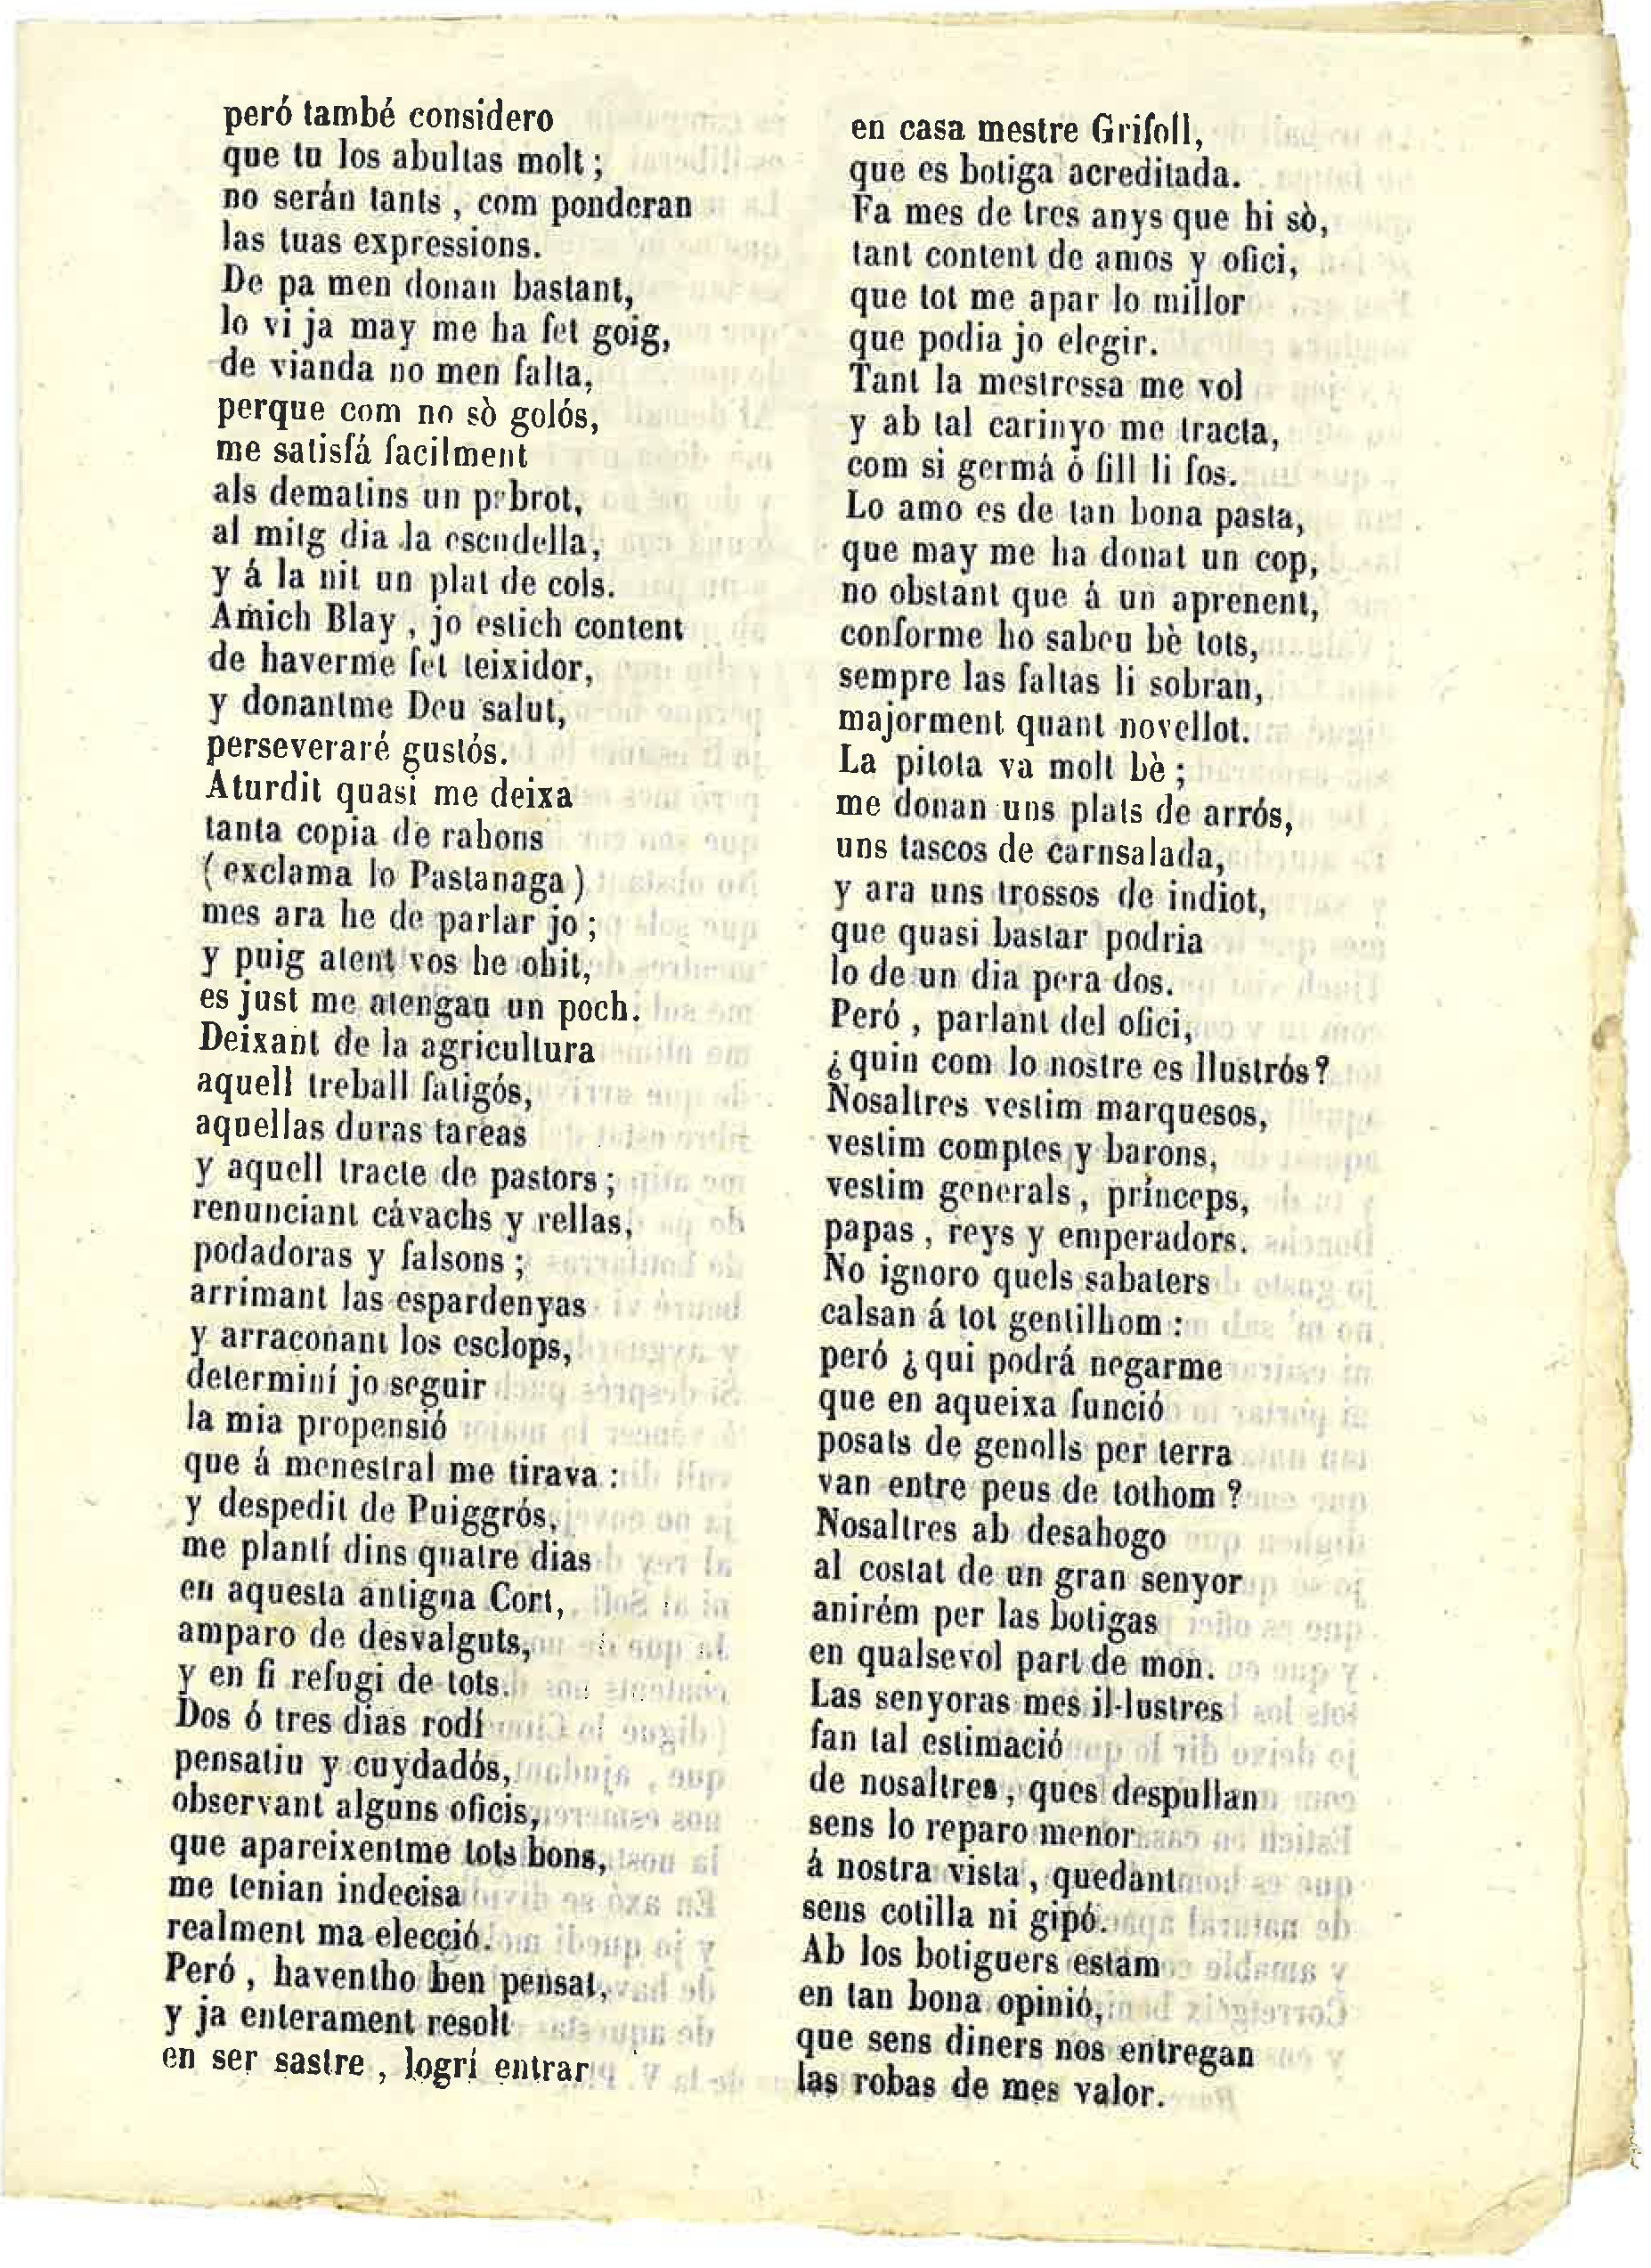 peró també considero
que tu los abultas molt ;
no serán tants , com ponderan
las tuas expressions.
De pa men donan bastant,
lo vi ja may me ha fet goig,
de vianda no men falta,
perque com no sò golós,
me satisfá facilment
als dematins un pebrot,
al mitg dia la escudella,
y á la nit un plat de cols.
Amich Blay , jo estich content
de haverme fet teixidor,
y donantme Deu salut,
perseveraré gustós.
Aturdit quasi me deixa
tanta copia de rahons
( exclama lo Pastanaga )
mes ara he de parlar jo ;
y puig atent vos he ohit,
es just me atengau un poch.
Deixant de la agricultura
aquell treball fatigós,
aquellas duras tareas
y aquell tracte de pastors ;
renunciant cávachs y rellas,
podadoras y falsons ;
arrimant las espardenyas
y arraconant los esclops,
determiní jo seguir
la mia propensió
que á menestral me tirava :
y despedit de Puiggrós,
me plantí dins quatre dias
en aquesta antigua Cort,
amparo de desvalguts,
y en fi refugi de tots.
Dos ó tres dias rodí
pensatiu y cuydadós,
observant alguns oficis,
que apareixentme tots bons,
me tenian indecisa
realment ma elecció.
Peró , haventho ben pensat,
y ja enterament resolt
en ser sastre , logrí entrar
en casa mestre Grifoll,
que es botiga acreditada.
Fa mes de tres anys que hi sò,
tant content de amos y ofici,
que tot me apar lo millor
que podia jo elegir.
Tant la mestressa me vol
y ab tal carinyo me tracta,
com si germá ó fill li fos.
Lo amo es de tan bona pasta,
que may me ha donat un cop,
no obstant que á un aprenent,
conforme ho sabeu bè tots,
sempre las faltas li sobran,
majorment quant novellot.
La pitota va molt bè ;
me donan uns plats de arrós,
uns tascos de carnsalada,
y ara uns trossos de indiot,
que quasi bastar podria
lo de un dia pera dos.
Peró , parlant del ofici,
¿ quin com lo nostre es llustrós?
Nosaltres vestim marquesos,
vestim comptes y barons,
vestim generals , prínceps,
papas , reys y emperadors.
No ignoro quels sabaters
calsan á tot gentilhom :
peró ¿ qui podrá negarme
que en aqueixa funció
posats de genolls per terra
van entre peus de tothom ?
Nosaltres ab desahogo
al costat de un gran senyor
anirém per las botigas
en qualsevol part de mon.
Las senyoras mes il-lustres
fan tal estimació
de nosaltres , ques despullan
sens lo reparo menor
á nostra vista , quedant
sens cotilla ni gipó.
Ab los botiguers estam
en tan bona opinió,
que sens diners nos entregan
las robas de mes valor.